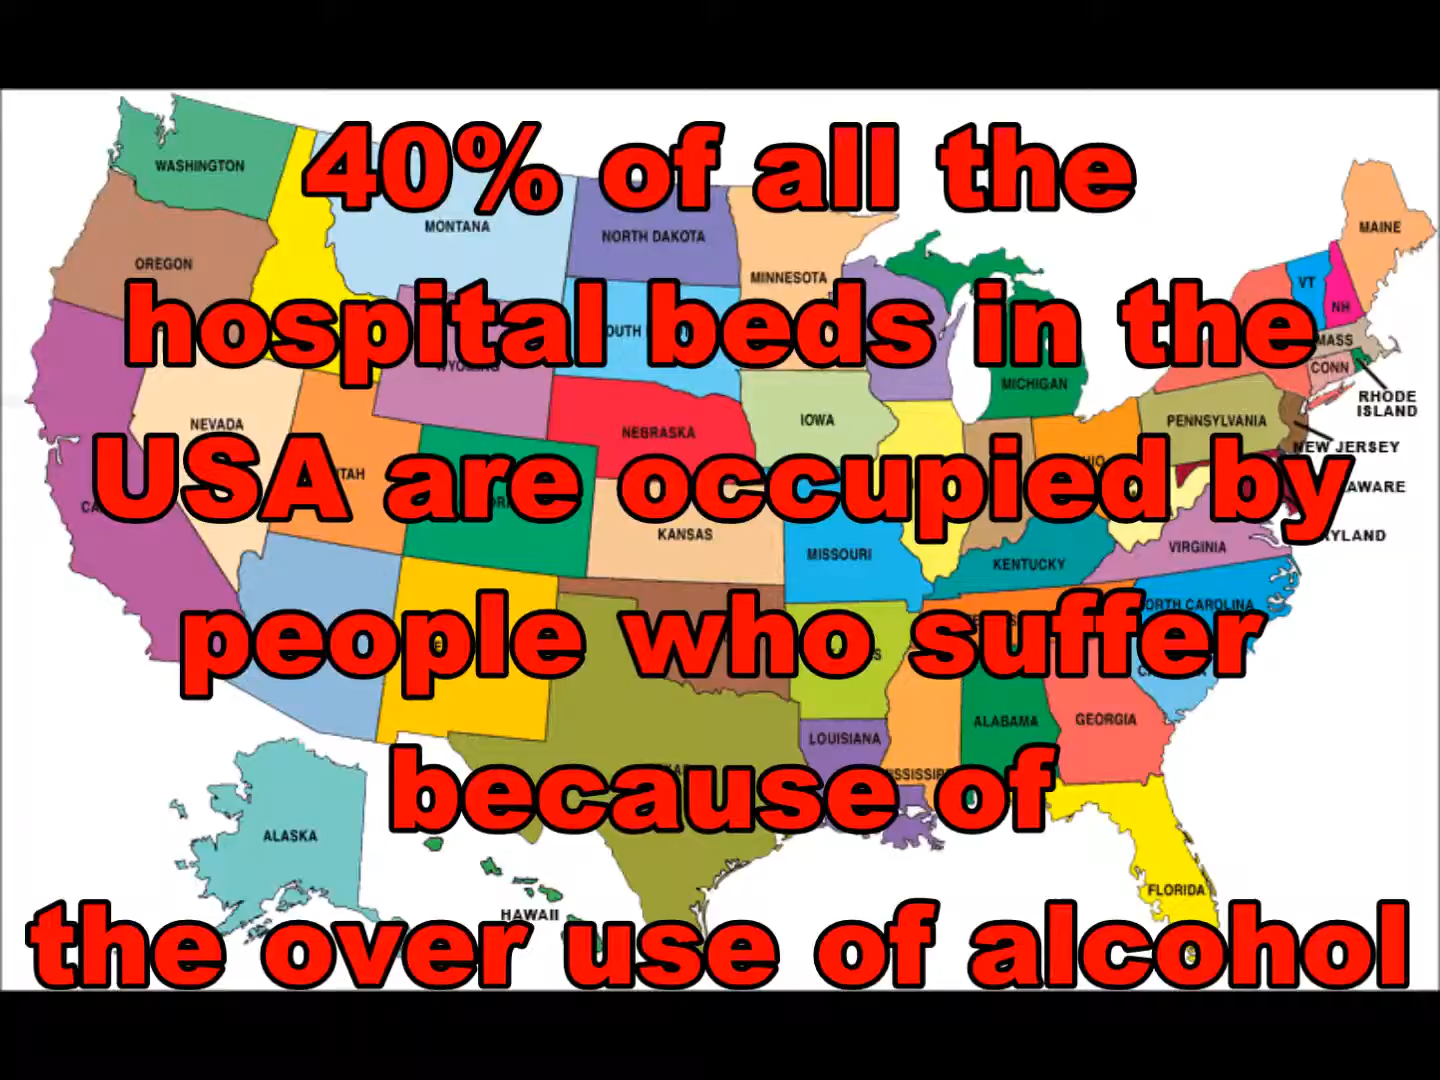 40% of all the
hospital beds in the
USA are occupied by
people who suffer
because of
the over use of alcohol
WASHINGTON
OREGON
MONTANA
NORTH DAKOTA
MINNESOTA
MAINE
VT
NH
MASS
CONN
RHODE
ISLAND
MICHIGAN
NEVADA
NEBRASKA
IOWA
PENNSYLVANIA
NEW JERSEY
KANSAS
MISSOURI
KENTUCKY
VIRGINIA
LOUISIANA
ALABAMA
GEORGIA
ALASKA
HAWAII
FLORIDA